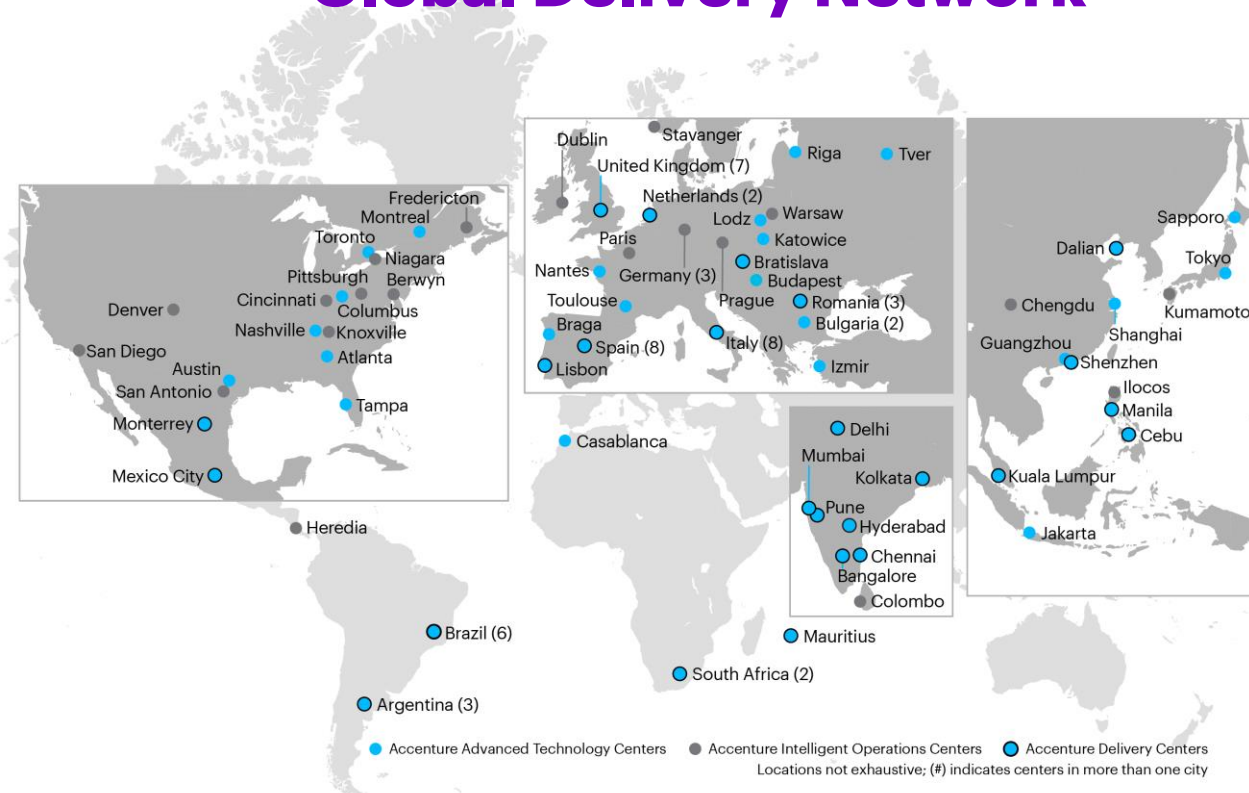 Global Delivery Network
Fredericton
Montreal
Toronto
Niagara
Pittsburgh
Berwyn
Cincinnati
Columbus
Denver
Nashville
Knoxville
San Diego
Atlanta
Austin
San Antonio
Tampa
Monterrey
Mexico City
Heredia
Brazil (6)
Argentina (3)
Dublin
Stavanger
United Kingdom (7)
Riga
Tver
Netherlands (2)
Lodz
Warsaw
Paris
Katowice
Nantes
Germany (3)
Bratislava
Budapest
Toulouse
Prague
Romania (3)
Braga
Bulgaria (2)
Spain (8)
Italy (8)
Lisbon
Izmir
Casablanca
Delhi
Mumbai
Kolkata
Pune
Hyderabad
Chennai
Bangalore
Colombo
Mauritius
South Africa (2)
Sapporo
Dalian
Tokyo
Chengdu
Kumamoto
Shanghai
Guangzhou
Shenzhen
Ilocos
Manila
Cebu
Kuala Lumpur
Jakarta
Accenture Advanced Technology Centers
Accenture Intelligent Operations Centers
Accenture Delivery Centers
Locations not exhaustive; (#) indicates centers in more than one city